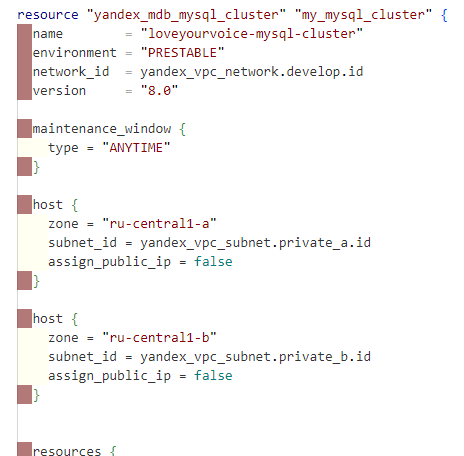 resource "yandex_mdb_mysql_cluster" "my_mysql_cluster" {
name = "loveyourvoice-mysql-cluster"
environment = "PRESTABLE"
network_id = yandex_vpc_network.develop.id
version = "8.0"
maintenance_window {
type = "ANYTIME"
}
host {
zone = "ru-central1-a"
subnet_id = yandex_vpc_subnet.private_a.id
assign_public_ip = false
}
host {
zone = "ru-central1-b"
subnet_id = yandex_vpc_subnet.private_b.id
assign_public_ip = false
}
resources {